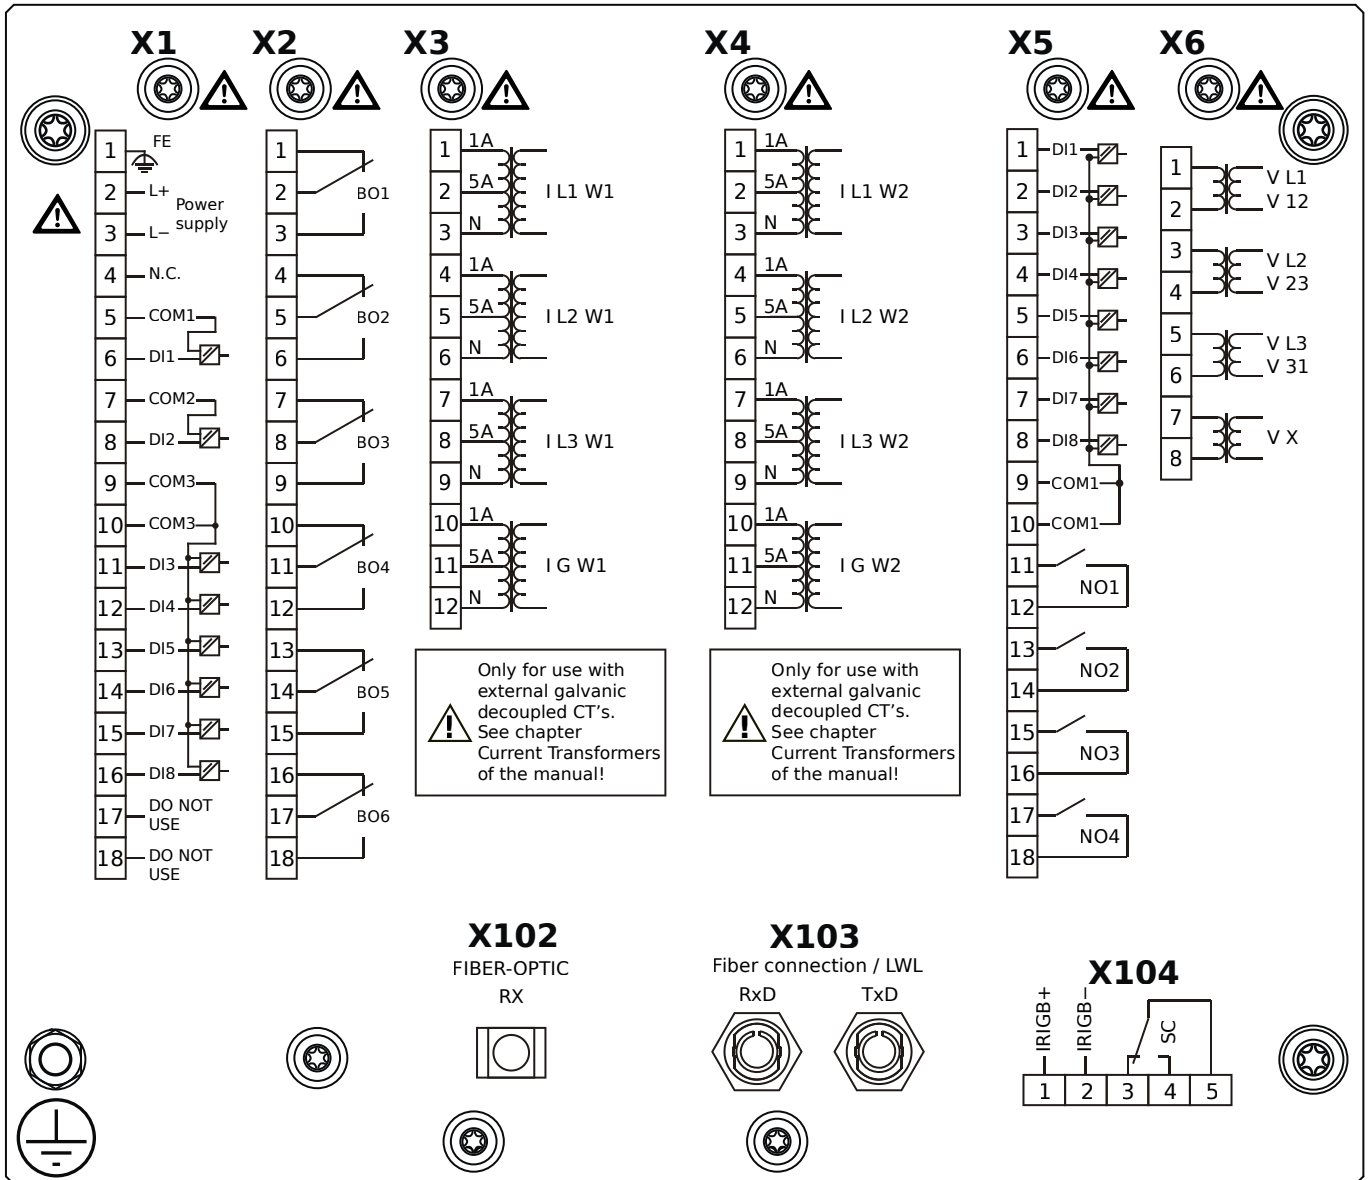 X1 X2 X3 X4 X5 X6
1 FE
2 L+
Power
supply
3 L−
4 N.C.
5 COM1
6 DI1
7 COM2
8 DI2
9 COM3
10 COM3
11 DI3
12 DI4
13 DI5
14 DI6
15 DI7
16 DI8
17 DO NOT
USE
18 DO NOT
USE
1
2 BO1
3
4
5 BO2
6
7
8 BO3
9
10
11 BO4
12
13
14 BO5
15
16
17 BO6
18
1 1A
2 5A I L1 W1
3 N
4 1A
5 5A I L2 W1
6 N
7 1A
8 5A I L3 W1
9 N
10 1A
11 5A I G W1
12 N
Only for use with
external galvanic
decoupled CT's.
See chapter
Current Transformers
of the manual!
1 1A
2 5A I L1 W2
3 N
4 1A
5 5A I L2 W2
6 N
7 1A
8 5A I L3 W2
9 N
10 1A
11 5A I G W2
12 N
Only for use with
external galvanic
decoupled CT's.
See chapter
Current Transformers
of the manual!
1 DI1
2 DI2
3 DI3
4 DI4
5 DI5
6 DI6
7 DI7
8 DI8
9 COM1
10 COM1
11
NO1
12
13
NO2
14
15
NO3
16
17
NO4
18
1 V L1
2 V 12
3 V L2
4 V 23
5 V L3
6 V 31
7
V X
8
X102
FIBER-OPTIC
RX
X103
Fiber connection / LWL
RxD TxD
X104
IRIGB+ IRIGB− SC
1 2 3 4 5